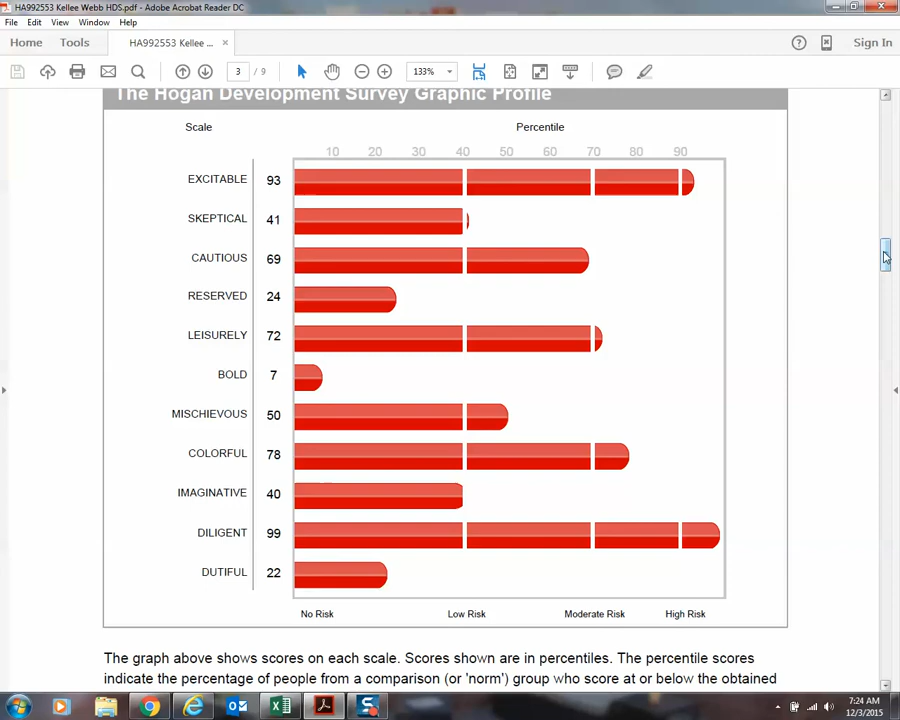 HA992553 Kellee Webb HDS.pdf - Adobe Acrobat Reader DC
File Edit View Window Help
Home Tools HA992553 Kellee ... × Sign In
3 / 9 133%
The Hogan Development Survey Graphic Profile
Scale Percentile
10 20 30 40 50 60 70 80 90
EXCITABLE 93
SKEPTICAL 41
CAUTIOUS 69
RESERVED 24
LEISURELY 72
BOLD 7
MISCHIEVOUS 50
COLORFUL 78
IMAGINATIVE 40
DILIGENT 99
DUTIFUL 22
No Risk Low Risk Moderate Risk High Risk
The graph above shows scores on each scale. Scores shown are in percentiles. The percentile scores
indicate the percentage of people from a comparison (or 'norm') group who score at or below the obtained
7:24 AM
12/3/2015